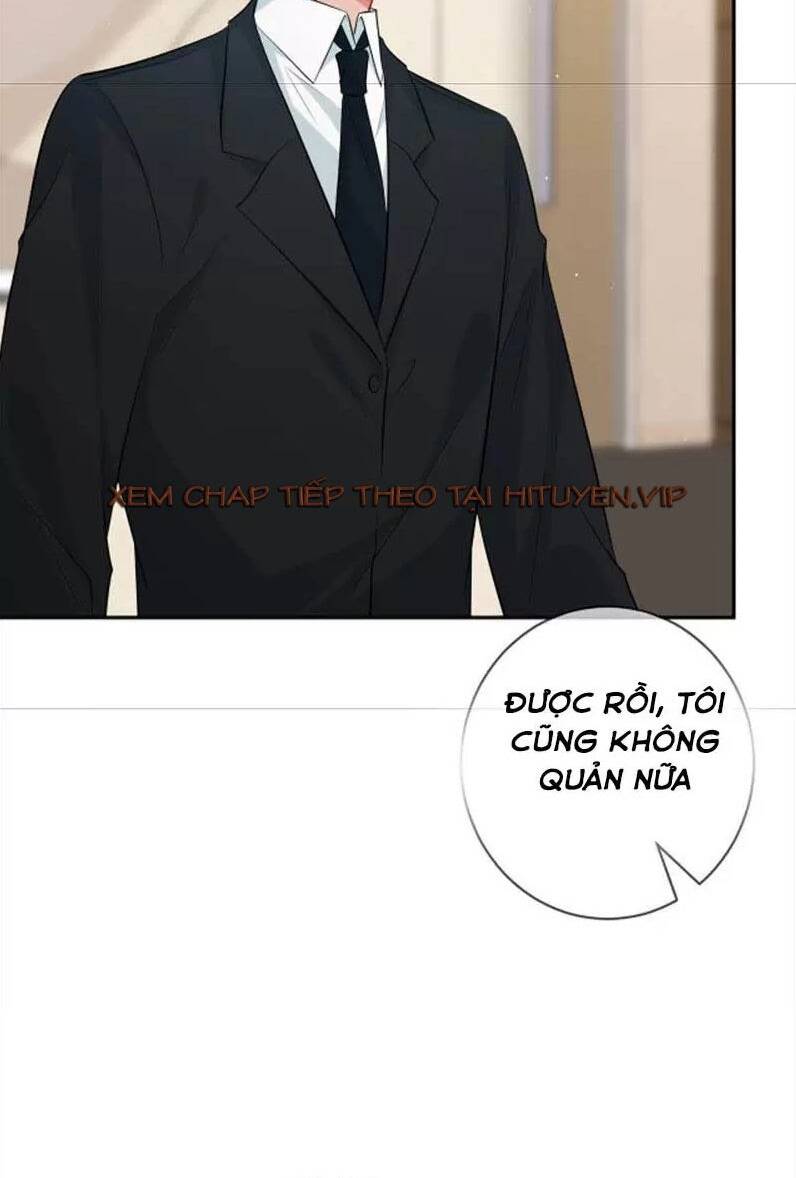 XEM CHAP TIẾP THEO TẠI HITUYEN.VIP
ĐƯỢC RỒI, TÔI
CŨNG KHÔNG
QUẢN NỮA